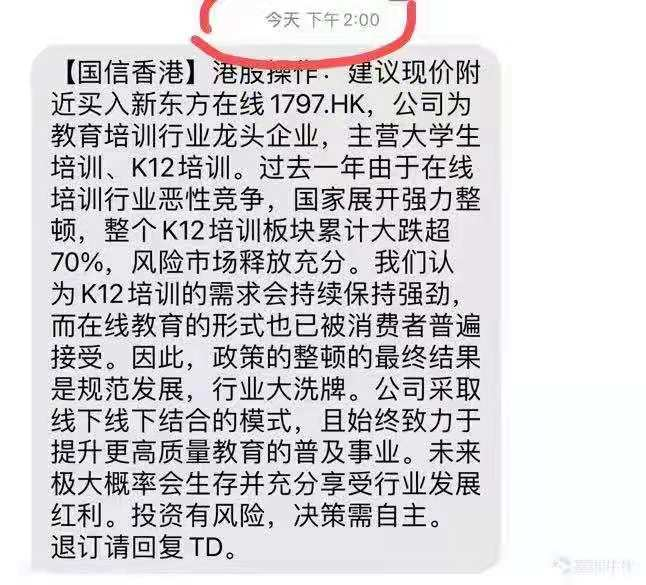 今天 下午2:00
【国信香港】港股操作：建议现价附
近买入新东方在线1797.HK，公司为
教育培训行业龙头企业，主营大学生
培训、K12培训。过去一年由于在线
培训行业恶性竞争，国家展开强力整
顿，整个K12培训板块累计大跌超
70%，风险市场释放充分。我们认
为K12培训的需求会持续保持强劲，
而在线教育的形式也已被消费者普遍
接受。因此，政策的整顿的最终结果
是规范发展，行业大洗牌。公司采取
线下线下结合的模式，且始终致力于
提升更高质量教育的普及事业。未来
极大概率会生存并充分享受行业发展
红利。投资有风险，决策需自主。
退订请回复TD。